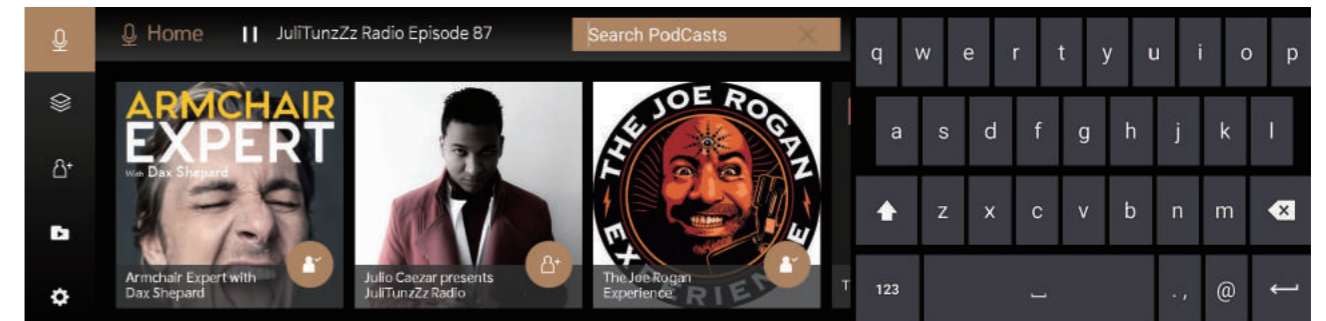 Home
JuliTunzZz Radio Episode 87
Search PodCasts
ARMCHAIR
EXPERT
With Dax Shepard
Armchair Expert with
Dax Shepard
Julio Caezar presents
JuliTunzZz Radio
THE JOE ROGAN
EXPERIENCE
The Joe Rogan
Experience
T
q w e r t y u i o p
a s d f g h j k l
z x c v b n m
123 . , @